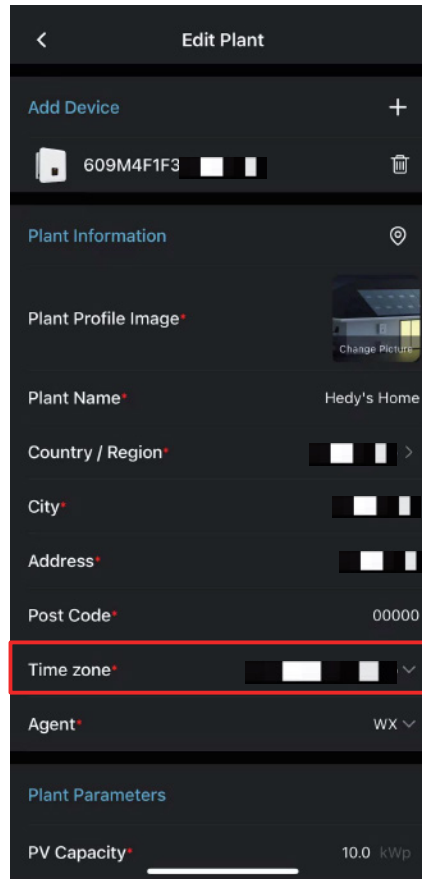 Edit Plant
Add Device
609M4F1F3
Plant Information
Plant Profile Image*
Change Picture
Plant Name* Hedy's Home
Country / Region*
City*
Address*
Post Code* 00000
Time zone*
Agent* WX
Plant Parameters
PV Capacity* 10.0 kWp